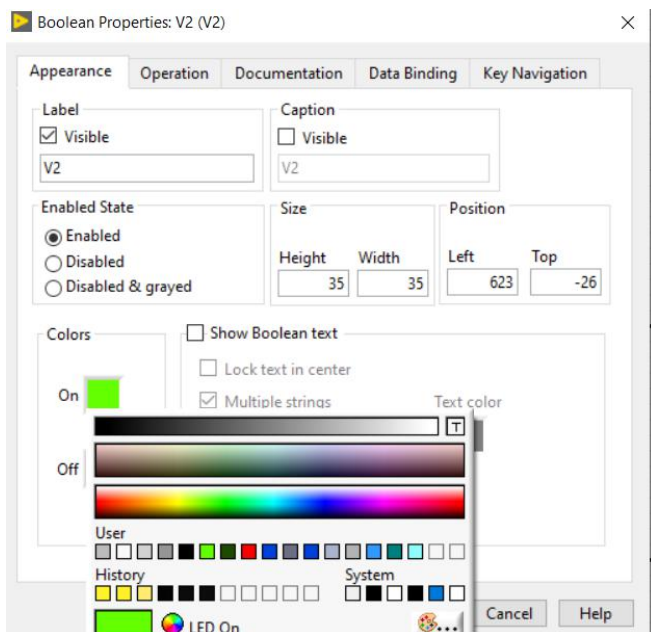 Boolean Properties: V2 (V2)
Appearance Operation Documentation Data Binding Key Navigation
Label
Visible
V2
Caption
Visible
V2
Enabled State
Enabled
Disabled
Disabled & grayed
Size
Height Width
35 35
Position
Left Top
623 -26
Colors
On
Off
Show Boolean text
Lock text in center
Multiple strings
Text color
T
User
History System
LED On
...
Cancel Help